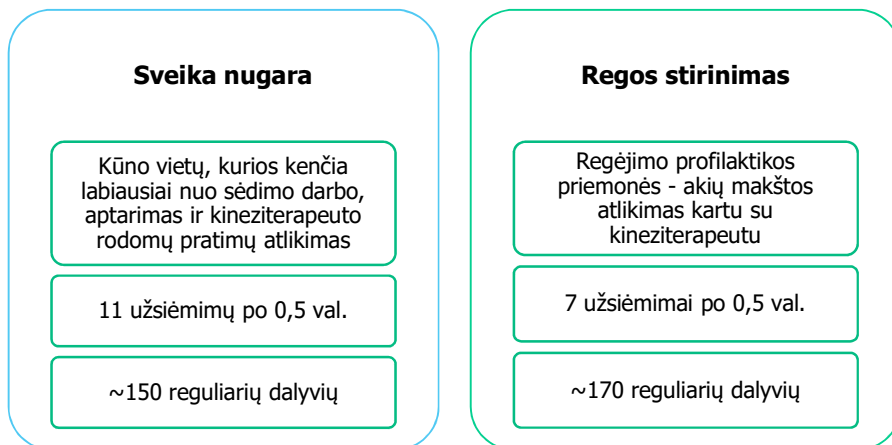 Sveika nugara
Kūno vietų, kurios kenčia
labiausiai nuo sėdimo darbo,
aptarimas ir kineziterapeuto
rodomų pratimų atlikimas
11 užsiėmimų po 0,5 val.
~150 reguliarių dalyvių
Regos stirinimas
Regėjimo profilaktikos
priemonės - akių makštos
atlikimas kartu su
kineziterapeutu
7 užsiėmimai po 0,5 val.
~170 reguliarių dalyvių